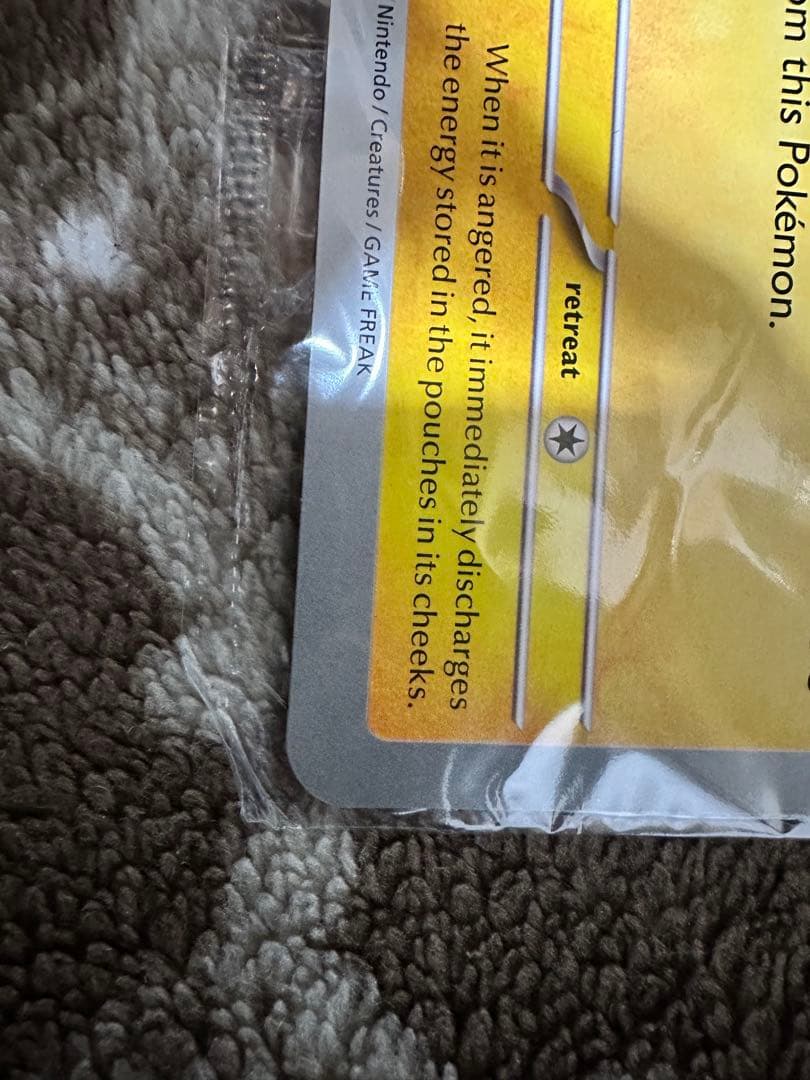 om this Pokémon.
retreat
When it is angered, it immediately discharges
the energy stored in the pouches in its cheeks.
Nintendo / Creatures / GAME FREAK